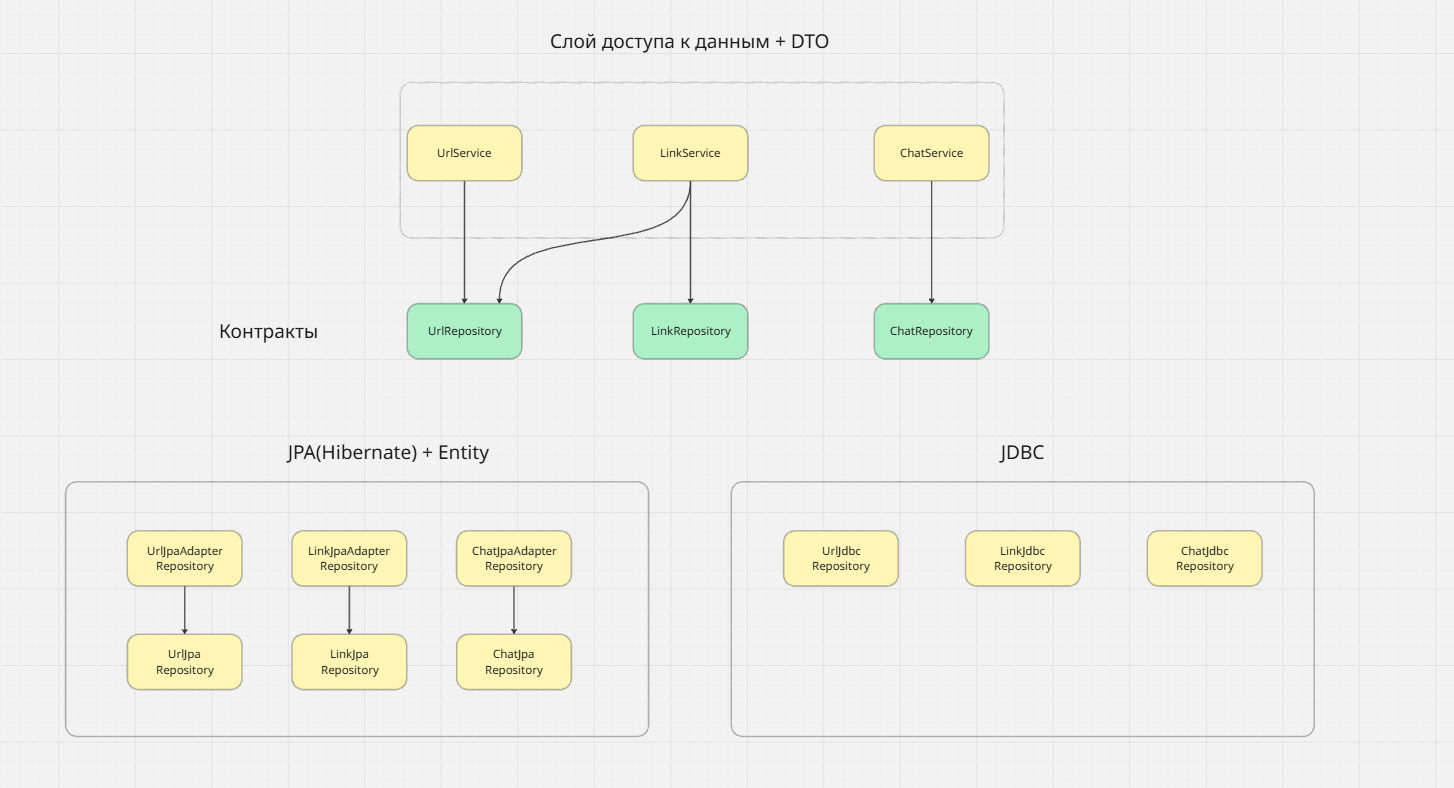 Слой доступа к данным + DTO
UrlService
LinkService
ChatService
Контракты
UrlRepository
LinkRepository
ChatRepository
JPA(Hibernate) + Entity
UrlJpaAdapter
Repository
LinkJpaAdapter
Repository
ChatJpaAdapter
Repository
UrlJpa
Repository
LinkJpa
Repository
ChatJpa
Repository
JDBC
UrlJdbc
Repository
LinkJdbc
Repository
ChatJdbc
Repository